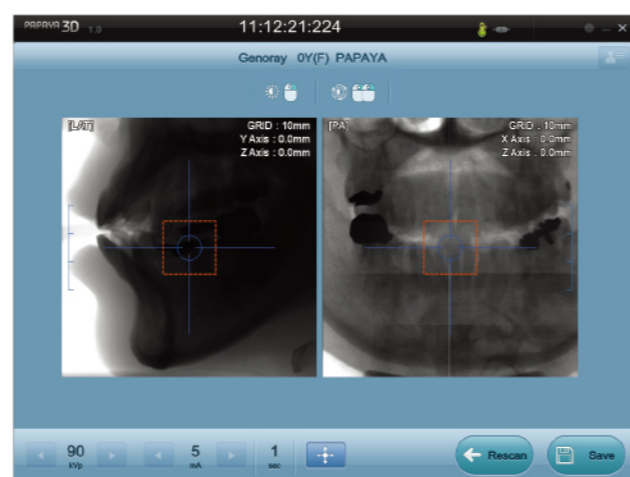 PAPAYA 3D 1.0
11:12:21:224
Genoray 0Y(F) PAPAYA
[LAT]
GRID : 10mm
Y Axis : 0.0mm
Z Axis : 0.0mm
[PA]
GRID : 10mm
X Axis : 0.0mm
Z Axis : 0.0mm
90
kVp
5
mA
1
sec
Rescan
Save